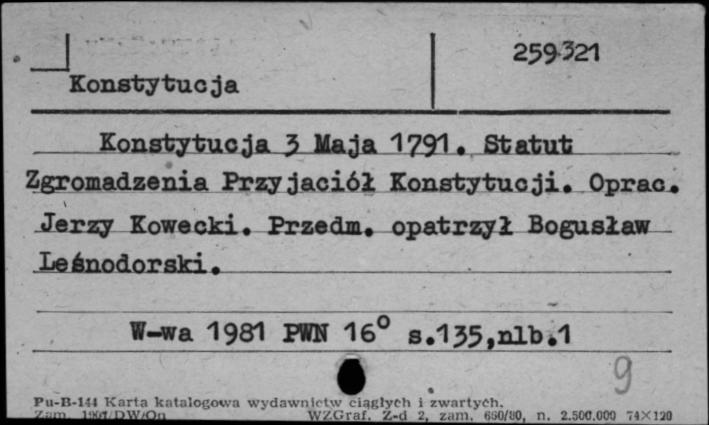 259321
Konstytucja
Konstytucja 3 Maja 1791. Statut
Zgromadzenia Przyjaciół Konstytucji. Oprac.
Jerzy Kowecki. Przedm. opatrzył Bogusław
Leśnodorski.
W-wa 1981 PWN 16° s.135,nlb.1
9
Pu-B-144 Karta katalogowa wydawnictw ciągłych i zwartych.
Zam. WZGraf. Z-d 2, zam. 650/80, n. 2.500.000 74×120